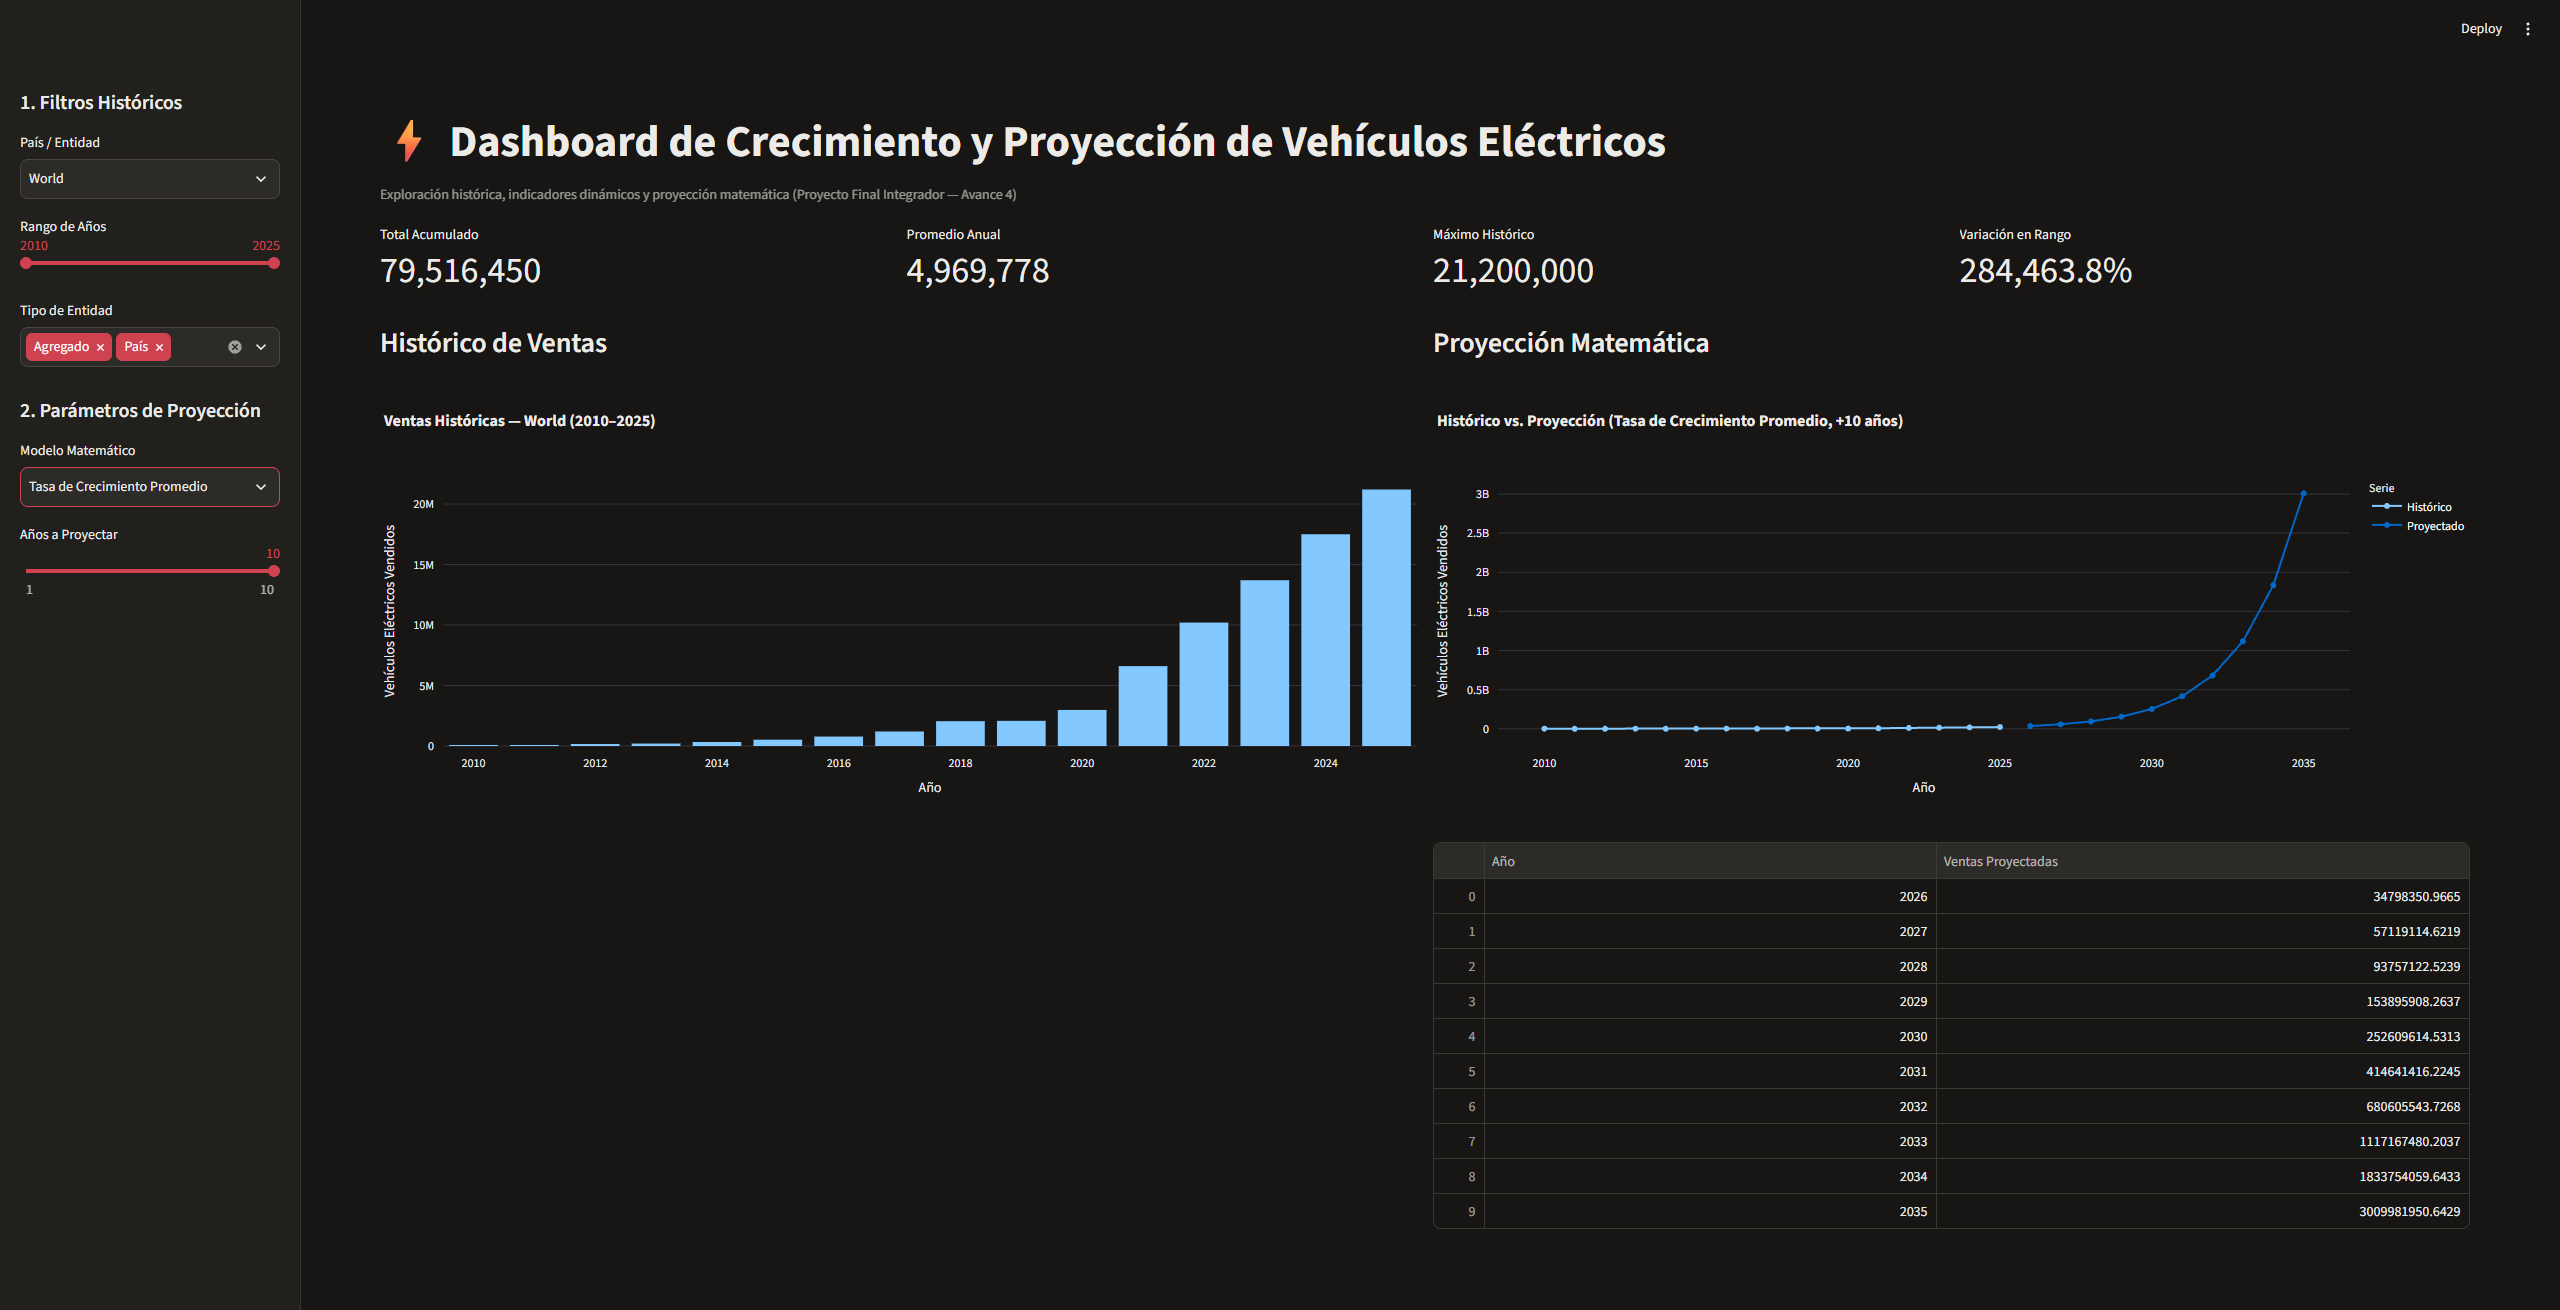 Deploy
1. Filtros Históricos
País / Entidad
World
Rango de Años
2010 2025
Tipo de Entidad
Agregado × País ×
2. Parámetros de Proyección
Modelo Matemático
Tasa de Crecimiento Promedio
Años a Proyectar
10
1 10
Dashboard de Crecimiento y Proyección de Vehículos Eléctricos
Exploración histórica, indicadores dinámicos y proyección matemática (Proyecto Final Integrador — Avance 4)
Total Acumulado
79,516,450
Promedio Anual
4,969,778
Máximo Histórico
21,200,000
Variación en Rango
284,463.8%
Histórico de Ventas
Ventas Históricas — World (2010–2025)
Vehículos Eléctricos Vendidos
20M
15M
10M
5M
0
2010 2012 2014 2016 2018 2020 2022 2024
Año
Proyección Matemática
Histórico vs. Proyección (Tasa de Crecimiento Promedio, +10 años)
Vehículos Eléctricos Vendidos
3B
2.5B
2B
1.5B
1B
0.5B
0
2010 2015 2020 2025 2030 2035
Año
Serie
Histórico
Proyectado
Año Ventas Proyectadas
0 2026 34798350.9665
1 2027 57119114.6219
2 2028 93757122.5239
3 2029 153895908.2637
4 2030 252609614.5313
5 2031 414641416.2245
6 2032 680605543.7268
7 2033 1117167480.2037
8 2034 1833754059.6433
9 2035 3009981950.6429